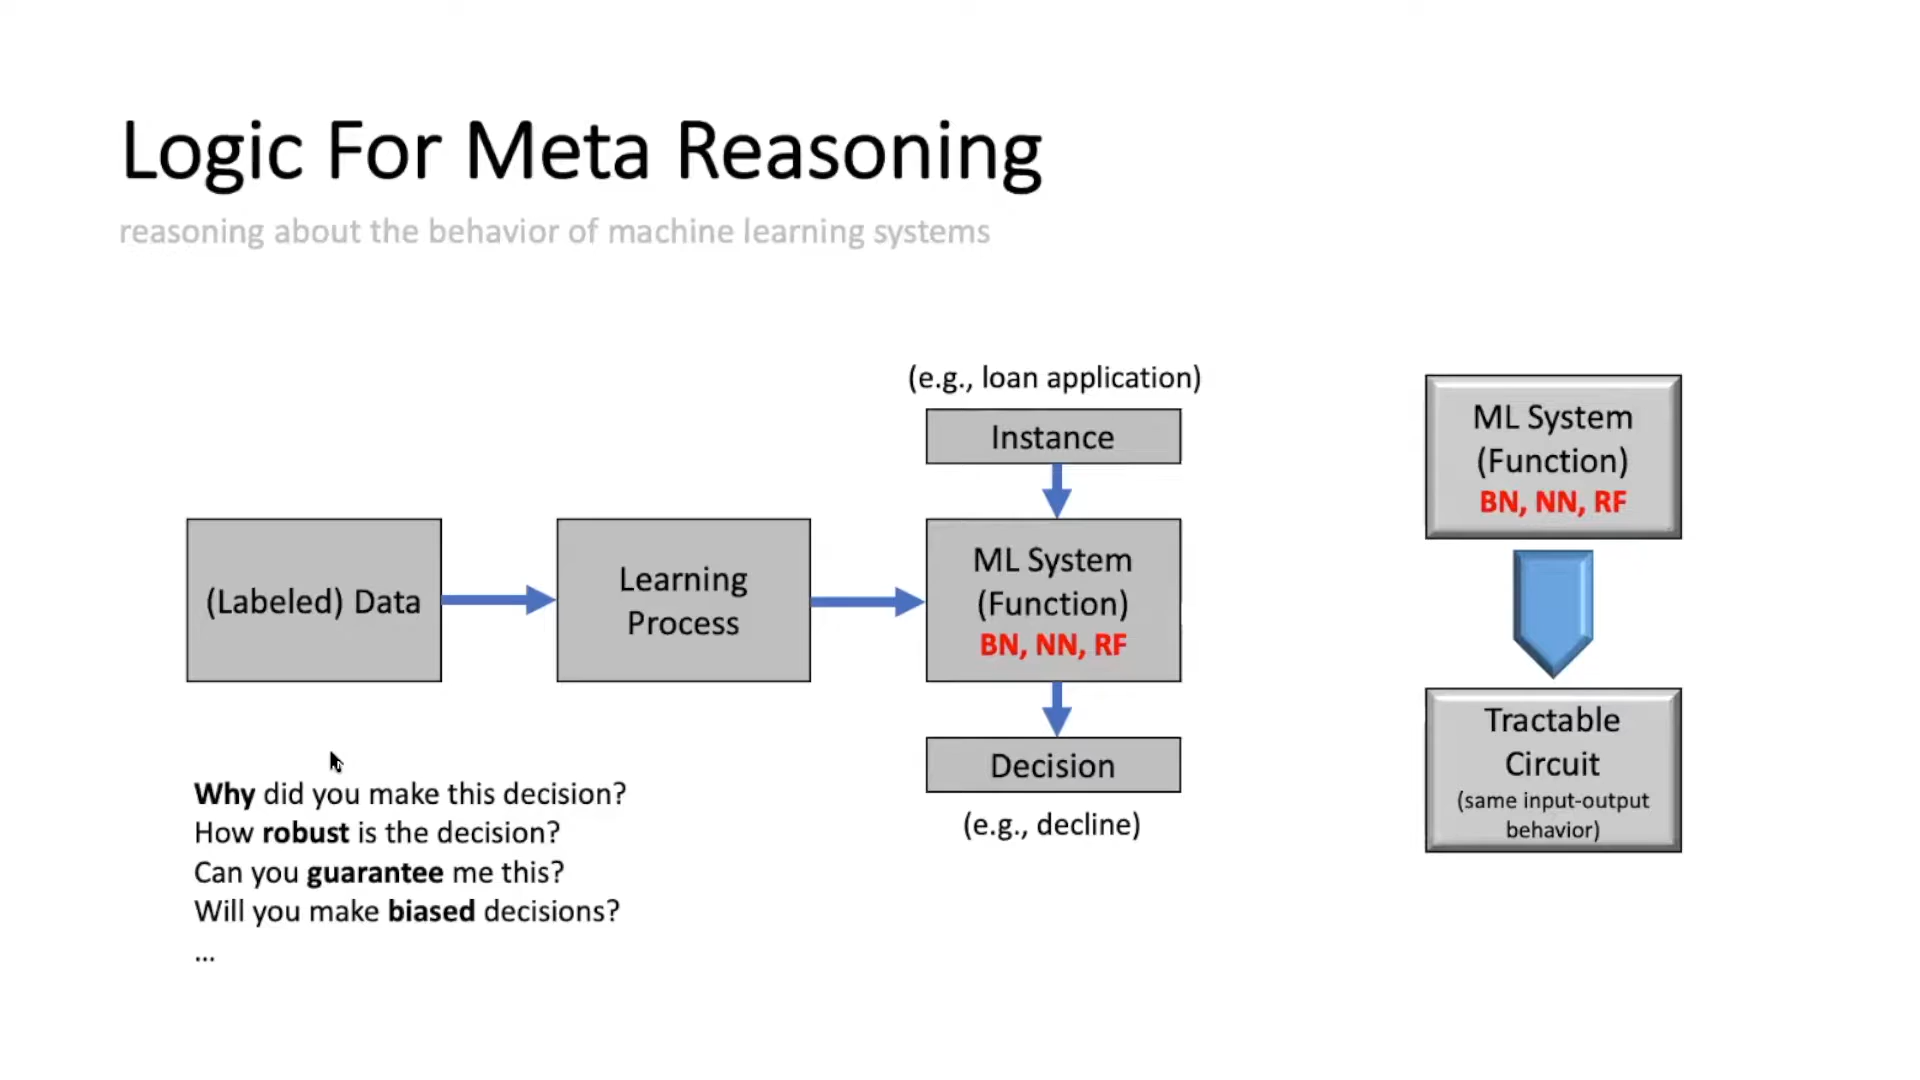 Logic For Meta Reasoning
reasoning about the behavior of machine learning systems
(Labeled) Data
Learning
Process
(e.g., loan application)
Instance
ML System
(Function)
BN, NN, RF
Decision
(e.g., decline)
ML System
(Function)
BN, NN, RF
Tractable
Circuit
(same input-output
behavior)
Why did you make this decision?
How robust is the decision?
Can you guarantee me this?
Will you make biased decisions?
...